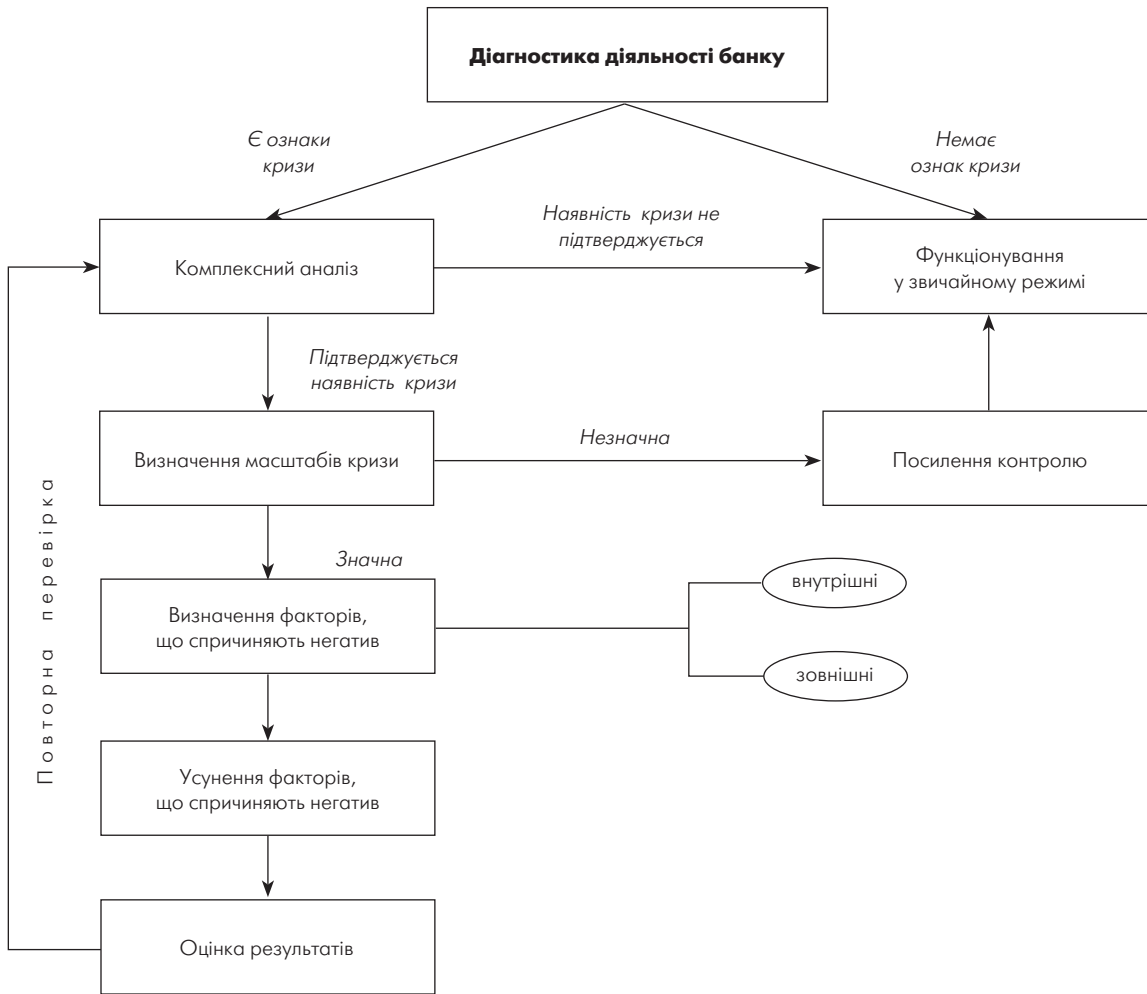 Діагностика діяльності банку
Є ознаки
кризи
Немає
ознак кризи
Комплексний аналіз
Наявність кризи не
підтверджується
Функціонування
у звичайному режимі
Підтверджується
наявність кризи
Визначення масштабів кризи
Незначна
Посилення контролю
Значна
Визначення факторів,
що спричиняють негатив
внутрішні
зовнішні
Усунення факторів,
що спричиняють негатив
Оцінка результатів
Повторна перевірка